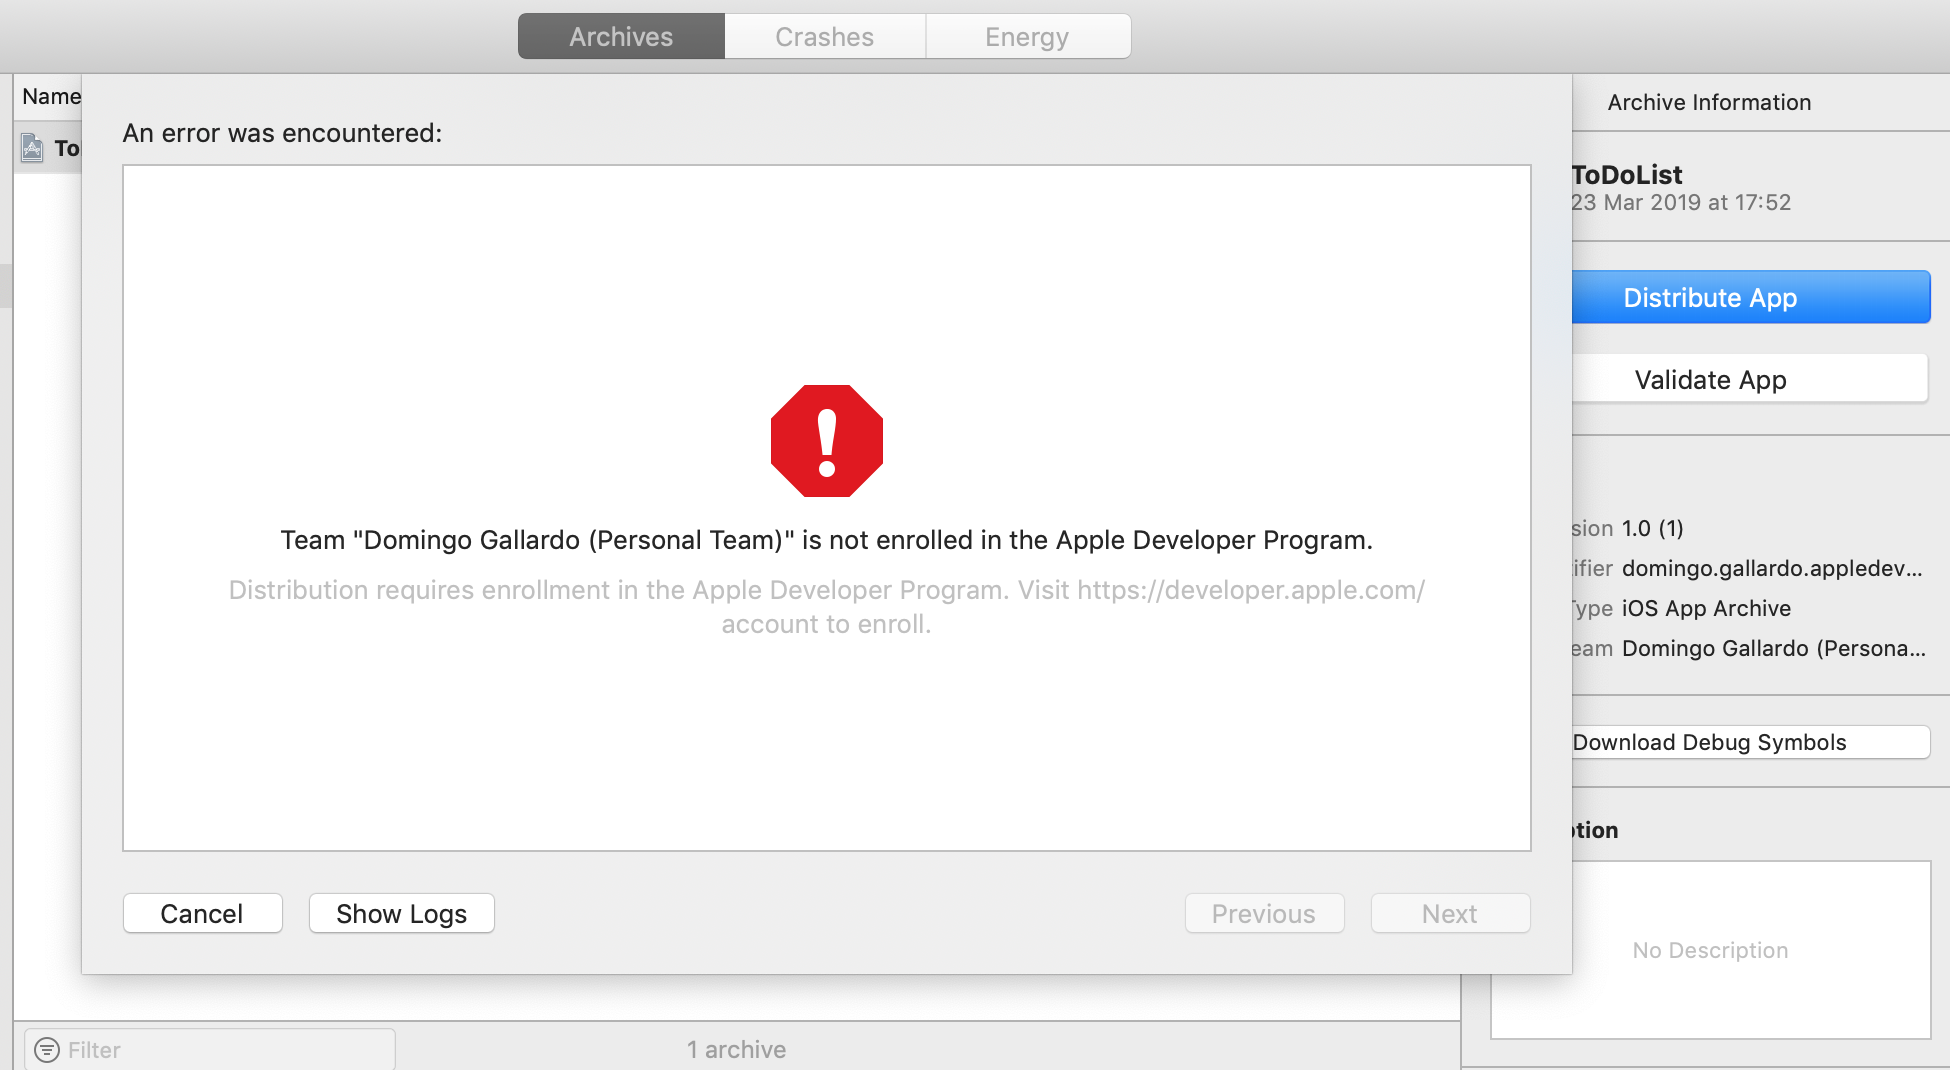 Archives Crashes Energy
Name
To
An error was encountered:
Team "Domingo Gallardo (Personal Team)" is not enrolled in the Apple Developer Program.
Distribution requires enrollment in the Apple Developer Program. Visit https://developer.apple.com/
account to enroll.
Cancel Show Logs Previous Next
Filter
1 archive
Archive Information
ToDoList
23 Mar 2019 at 17:52
Distribute App
Validate App
sion 1.0 (1)
ifier domingo.gallardo.appledev...
Type iOS App Archive
eam Domingo Gallardo (Persona...
Download Debug Symbols
ption
No Description